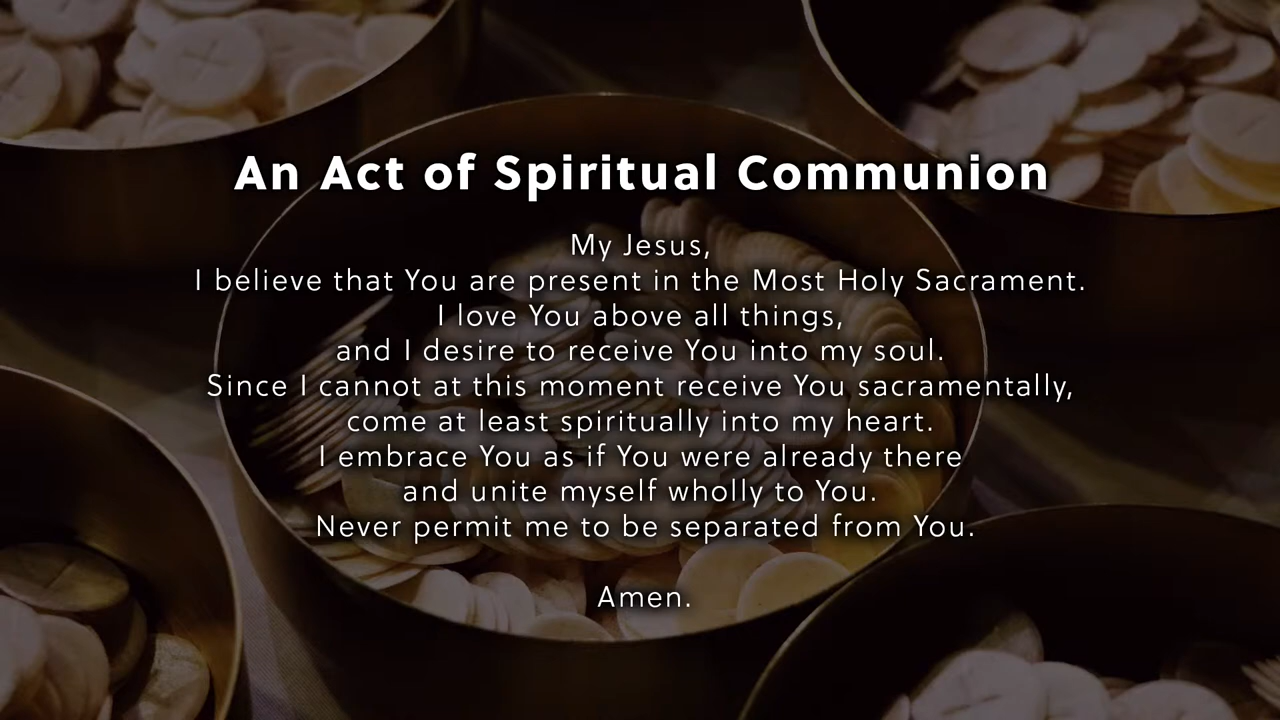 An Act of Spiritual Communion
My Jesus,
I believe that You are present in the Most Holy Sacrament.
I love You above all things,
and I desire to receive You into my soul.
Since I cannot at this moment receive You sacramentally,
come at least spiritually into my heart.
I embrace You as if You were already there
and unite myself wholly to You.
Never permit me to be separated from You.
Amen.